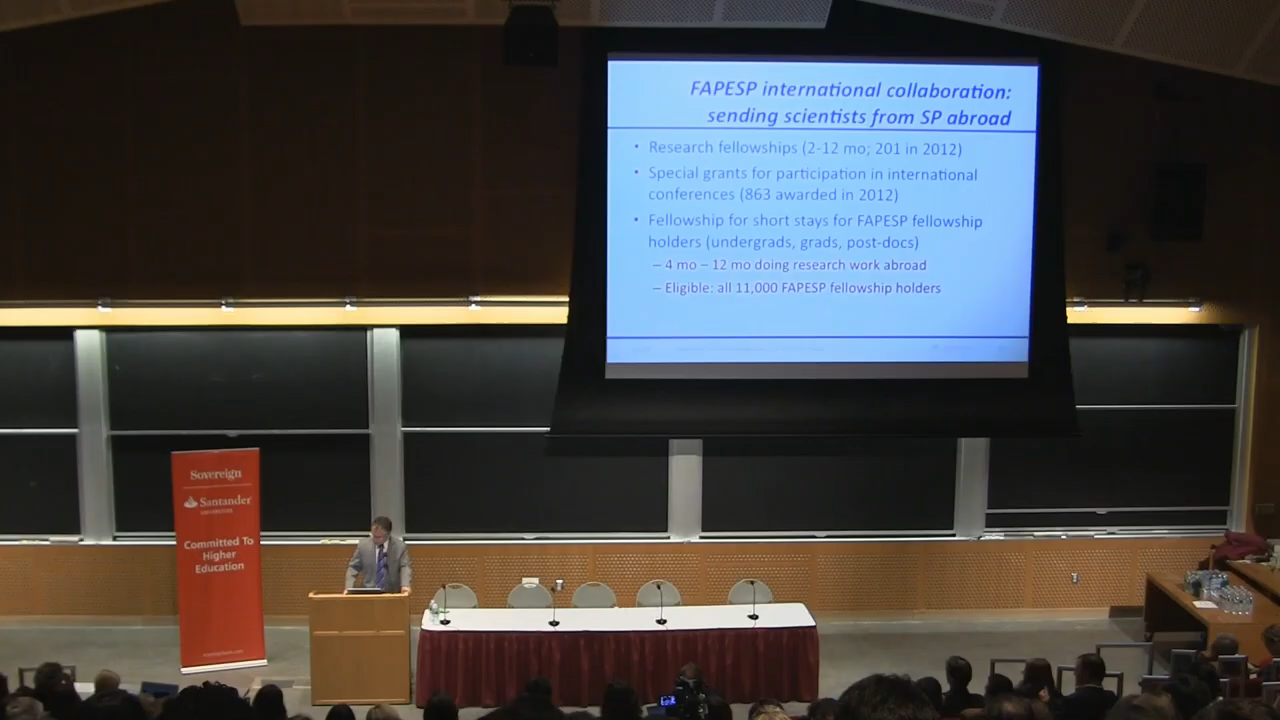 FAPESP international collaboration:
sending scientists from SP abroad
• Research fellowships (2-12 mo; 201 in 2012)
• Special grants for participation in international
conferences (863 awarded in 2012)
• Fellowship for short stays for FAPESP fellowship
holders (undergrads, grads, post-docs)
– 4 mo – 12 mo doing research work abroad
– Eligible: all 11,000 FAPESP fellowship holders
Sovereign
Santander
UNIVERSITIES
Committed To
Higher
Education